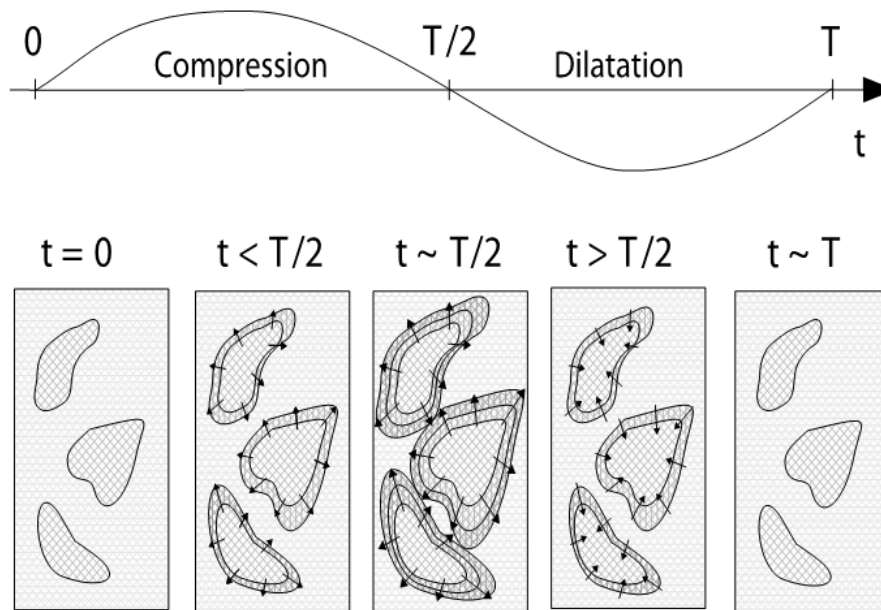 0 T/2 T
Compression Dilatation
t
t = 0 t < T/2 t ~ T/2 t > T/2 t ~ T